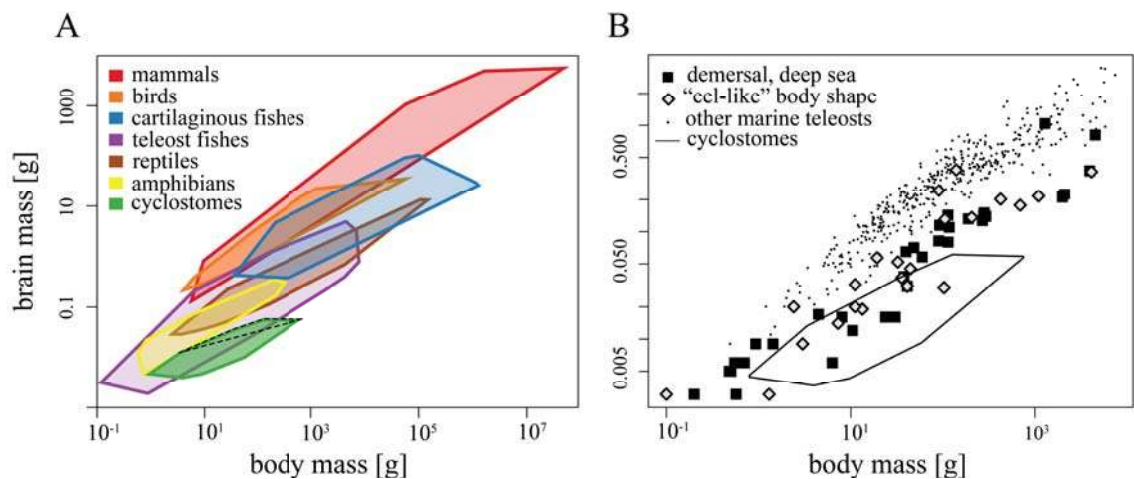 A
mammals
birds
cartilaginous fishes
teleost fishes
reptiles
amphibians
cyclostomes
brain mass [g]
1000
10
0.1
10-1
101
103
105
107
body mass [g]
B
demersal, deep sea
"eel-like" body shape
other marine teleosts
cyclostomes
0.500
0.050
0.005
10-1
101
103
body mass [g]